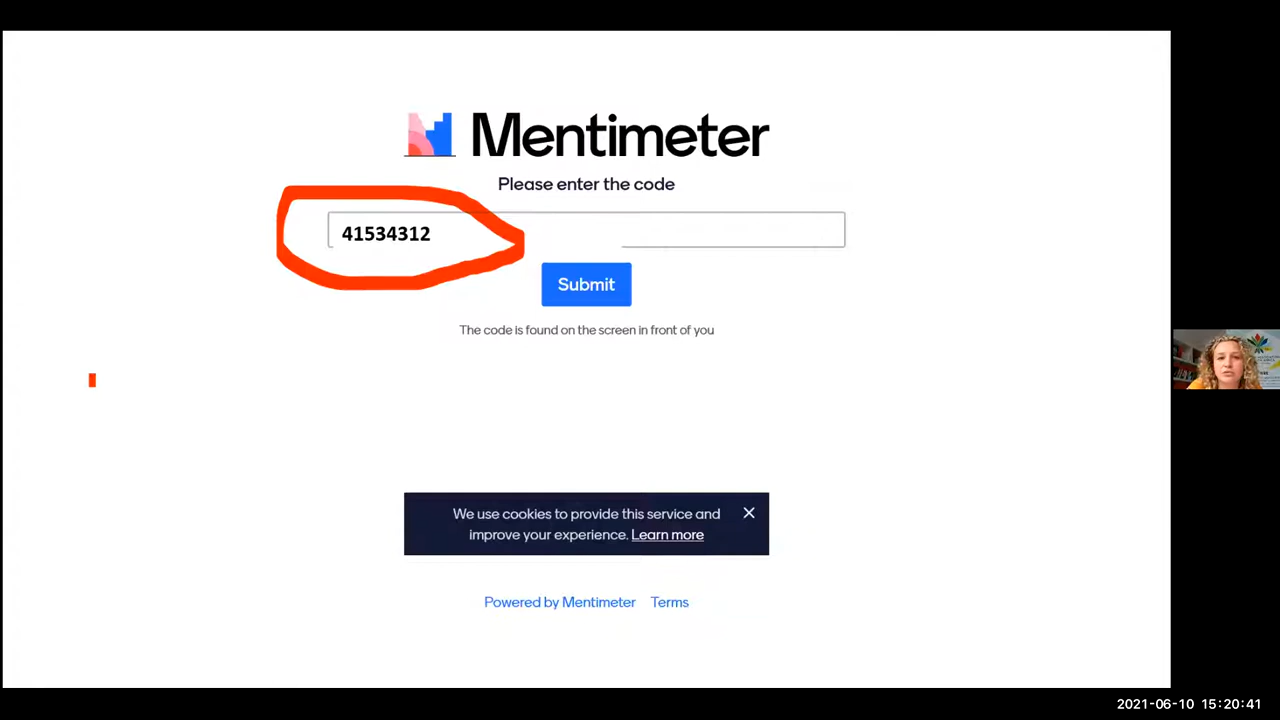 Mentimeter
Please enter the code
41534312
Submit
The code is found on the screen in front of you
We use cookies to provide this service and
improve your experience. Learn more
Powered by Mentimeter Terms
2021-06-10 15:20:41